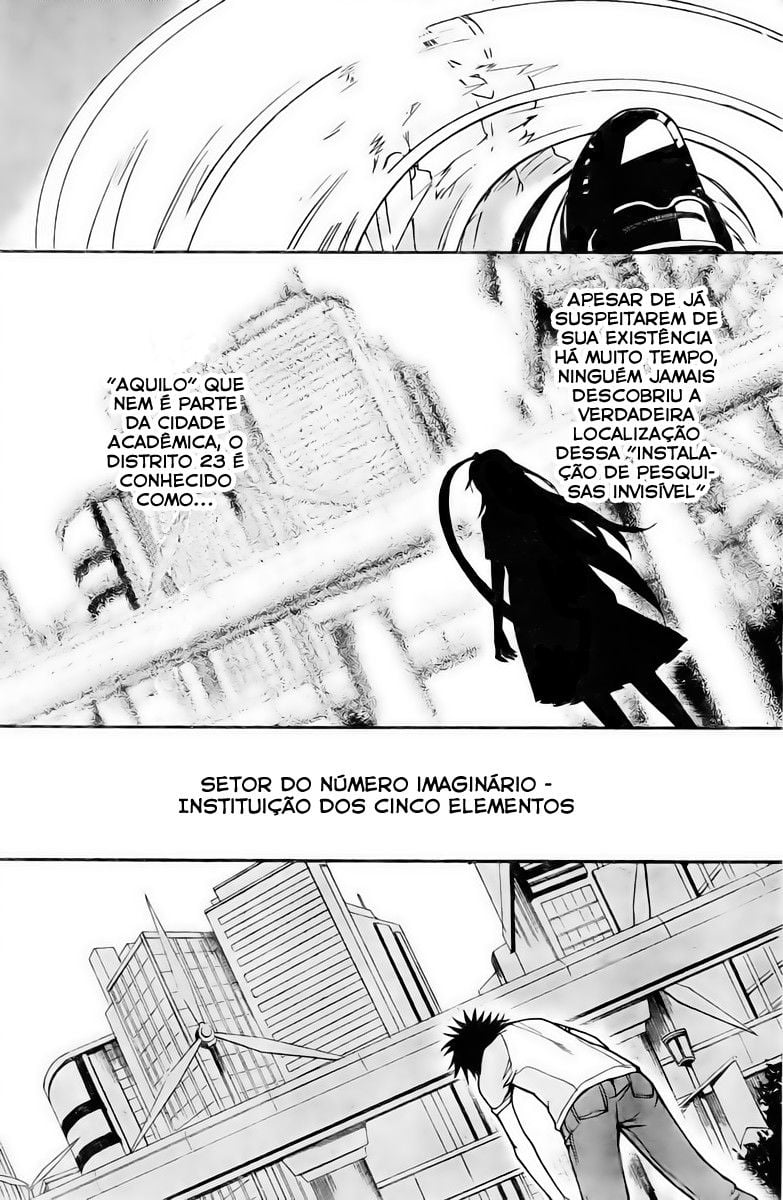 APESAR DE JÁ
SUSPEITAREM DE
SUA EXISTÊNCIA
HÁ MUITO TEMPO,
NINGUÉM JAMAIS
DESCOBRIU A
VERDADEIRA
LOCALIZAÇÃO
DESSA "INSTALA-
ÇÃO DE PESQUI-
SAS INVISÍVEL"
"AQUILO" QUE
NEM É PARTE
DA CIDADE
ACADÊMICA, O
DISTRITO 23 É
CONHECIDO
COMO...
SETOR DO NÚMERO IMAGINÁRIO -
INSTITUIÇÃO DOS CINCO ELEMENTOS